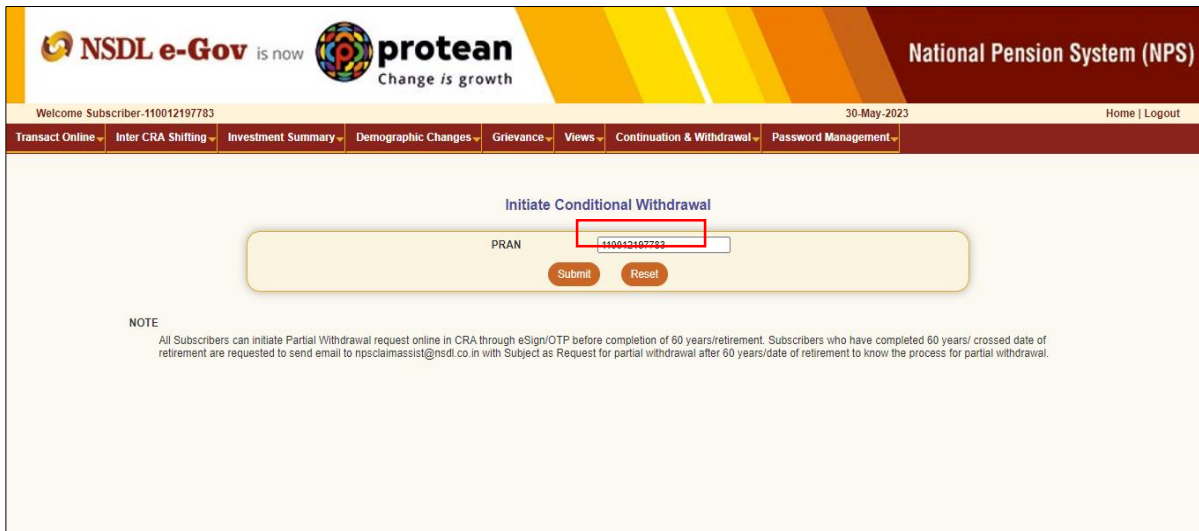 NSDL e-Gov is now protean
Change is growth
National Pension System (NPS)
Welcome Subscriber-110012197783 30-May-2023 Home | Logout
Transact Online Inter CRA Shifting Investment Summary Demographic Changes Grievance Views Continuation & Withdrawal Password Management
Initiate Conditional Withdrawal
PRAN 110012197783
Submit Reset
NOTE
All Subscribers can initiate Partial Withdrawal request online in CRA through eSign/OTP before completion of 60 years/retirement. Subscribers who have completed 60 years/ crossed date of
retirement are requested to send email to npsclaimassist@nsdl.co.in with Subject as Request for partial withdrawal after 60 years/date of retirement to know the process for partial withdrawal.